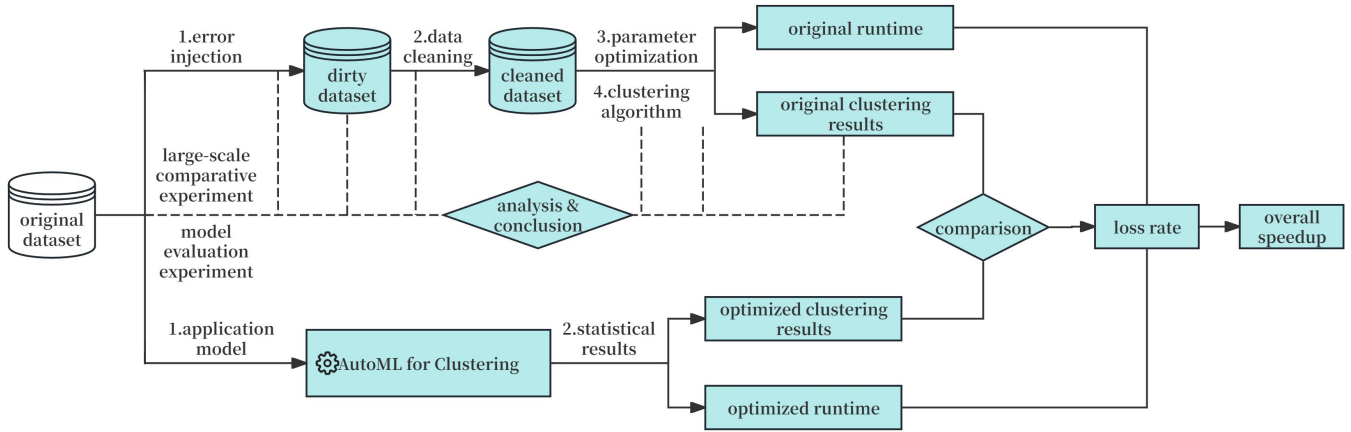 1.error
injection
dirty
dataset
2.data
cleaning
cleaned
dataset
3.parameter
optimization
4.clustering
algorithm
original runtime
original clustering
results
original
dataset
large-scale
comparative
experiment
model
evaluation
experiment
analysis &
conclusion
comparison
loss rate
overall
speedup
1.application
model
AutoML for Clustering
2.statistical
results
optimized clustering
results
optimized runtime